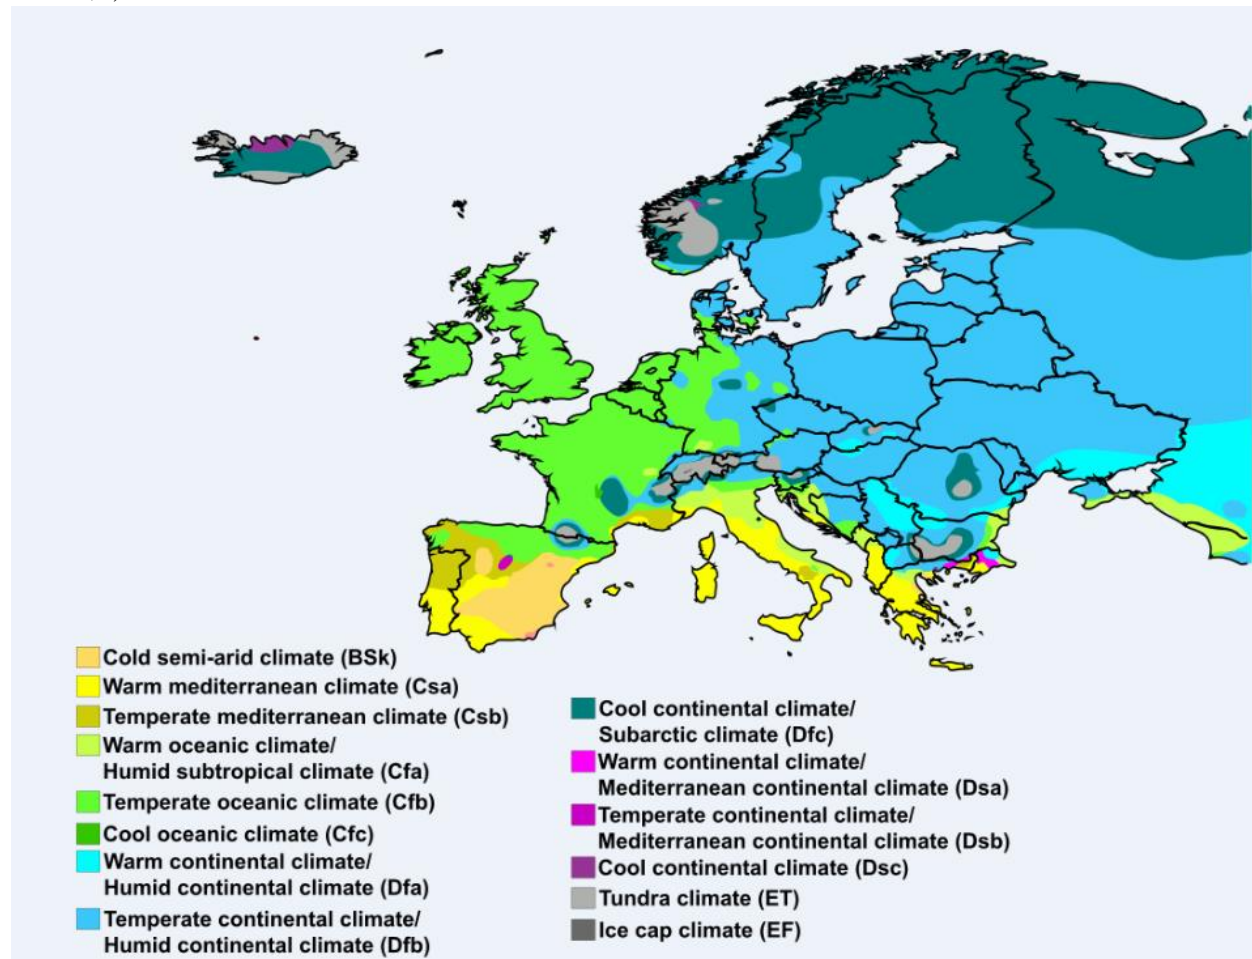 Cold semi-arid climate (BSk)
Warm mediterranean climate (Csa)
Temperate mediterranean climate (Csb)
Warm oceanic climate/
Humid subtropical climate (Cfa)
Temperate oceanic climate (Cfb)
Cool oceanic climate (Cfc)
Warm continental climate/
Humid continental climate (Dfa)
Temperate continental climate/
Humid continental climate (Dfb)
Cool continental climate/
Subarctic climate (Dfc)
Warm continental climate/
Mediterranean continental climate (Dsa)
Temperate continental climate/
Mediterranean continental climate (Dsb)
Cool continental climate (Dsc)
Tundra climate (ET)
Ice cap climate (EF)